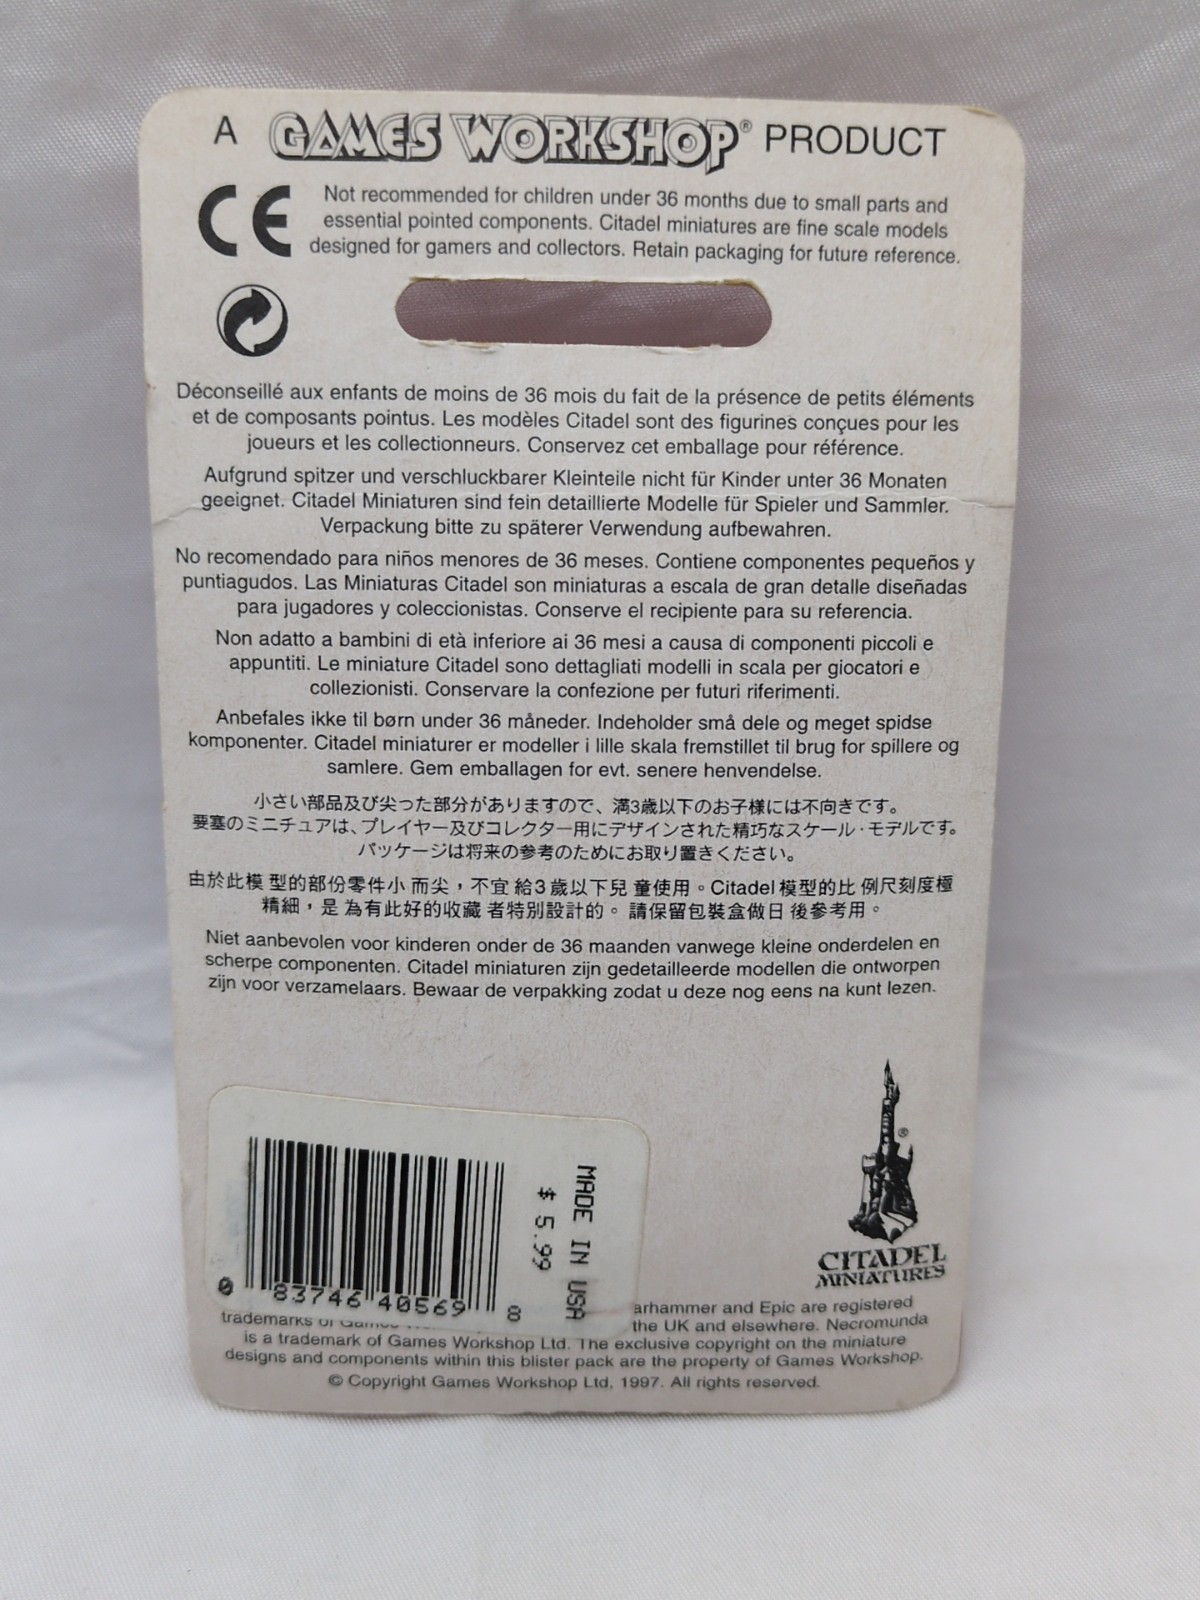 A GAMES WORKSHOP® PRODUCT
CE
Not recommended for children under 36 months due to small parts and
essential pointed components. Citadel miniatures are fine scale models
designed for gamers and collectors. Retain packaging for future reference.
Déconseillé aux enfants de moins de 36 mois du fait de la présence de petits éléments
et de composants pointus. Les modèles Citadel sont des figurines conçues pour les
joueurs et les collectionneurs. Conservez cet emballage pour référence.
Aufgrund spitzer und verschluckbarer Kleinteile nicht für Kinder unter 36 Monaten
geeignet. Citadel Miniaturen sind fein detaillierte Modelle für Spieler und Sammler.
Verpackung bitte zu späterer Verwendung aufbewahren.
No recomendado para niños menores de 36 meses. Contiene componentes pequeños y
puntiagudos. Las Miniaturas Citadel son miniaturas a escala de gran detalle diseñadas
para jugadores y coleccionistas. Conserve el recipiente para su referencia.
Non adatto a bambini di età inferiore ai 36 mesi a causa di componenti piccoli e
appuntiti. Le miniature Citadel sono dettagliati modelli in scala per giocatori e
collezionisti. Conservare la confezione per futuri riferimenti.
Anbefales ikke til børn under 36 måneder. Indeholder små dele og meget spidse
komponenter. Citadel miniaturer er modeller i lille skala fremstillet til brug for spillere og
samlere. Gem emballagen for evt. senere henvendelse.
小さい部品及び尖った部分がありますので、満3歳以下のお子様には不向きです。
要塞のミニチュアは、プレイヤー及びコレクター用にデザインされた精巧なスケール・モデルです。
パッケージは将来の参考のためにお取り置きください。
由於此模型的部份零件小而尖，不宜給3歲以下兒童使用。Citadel模型的比例尺刻度極
精細，是為有此好的收藏者特別設計的。請保留包裝盒做日後參考用。
Niet aanbevolen voor kinderen onder de 36 maanden vanwege kleine onderdelen en
scherpe componenten. Citadel miniaturen zijn gedetailleerde modellen die ontworpen
zijn voor verzamelaars. Bewaar de verpakking zodat u deze nog eens na kunt lezen.
MADE IN USA
$ 5.99
0 83746 40569 8
®
CITADEL
MINIATURES
and Epic are registered
trademarks of the UK and elsewhere. Necromunda
is a trademark of Games Workshop Ltd. The exclusive copyright on the miniature
designs and components within this blister pack are the property of Games Workshop.
© Copyright Games Workshop Ltd, 1997. All rights reserved.